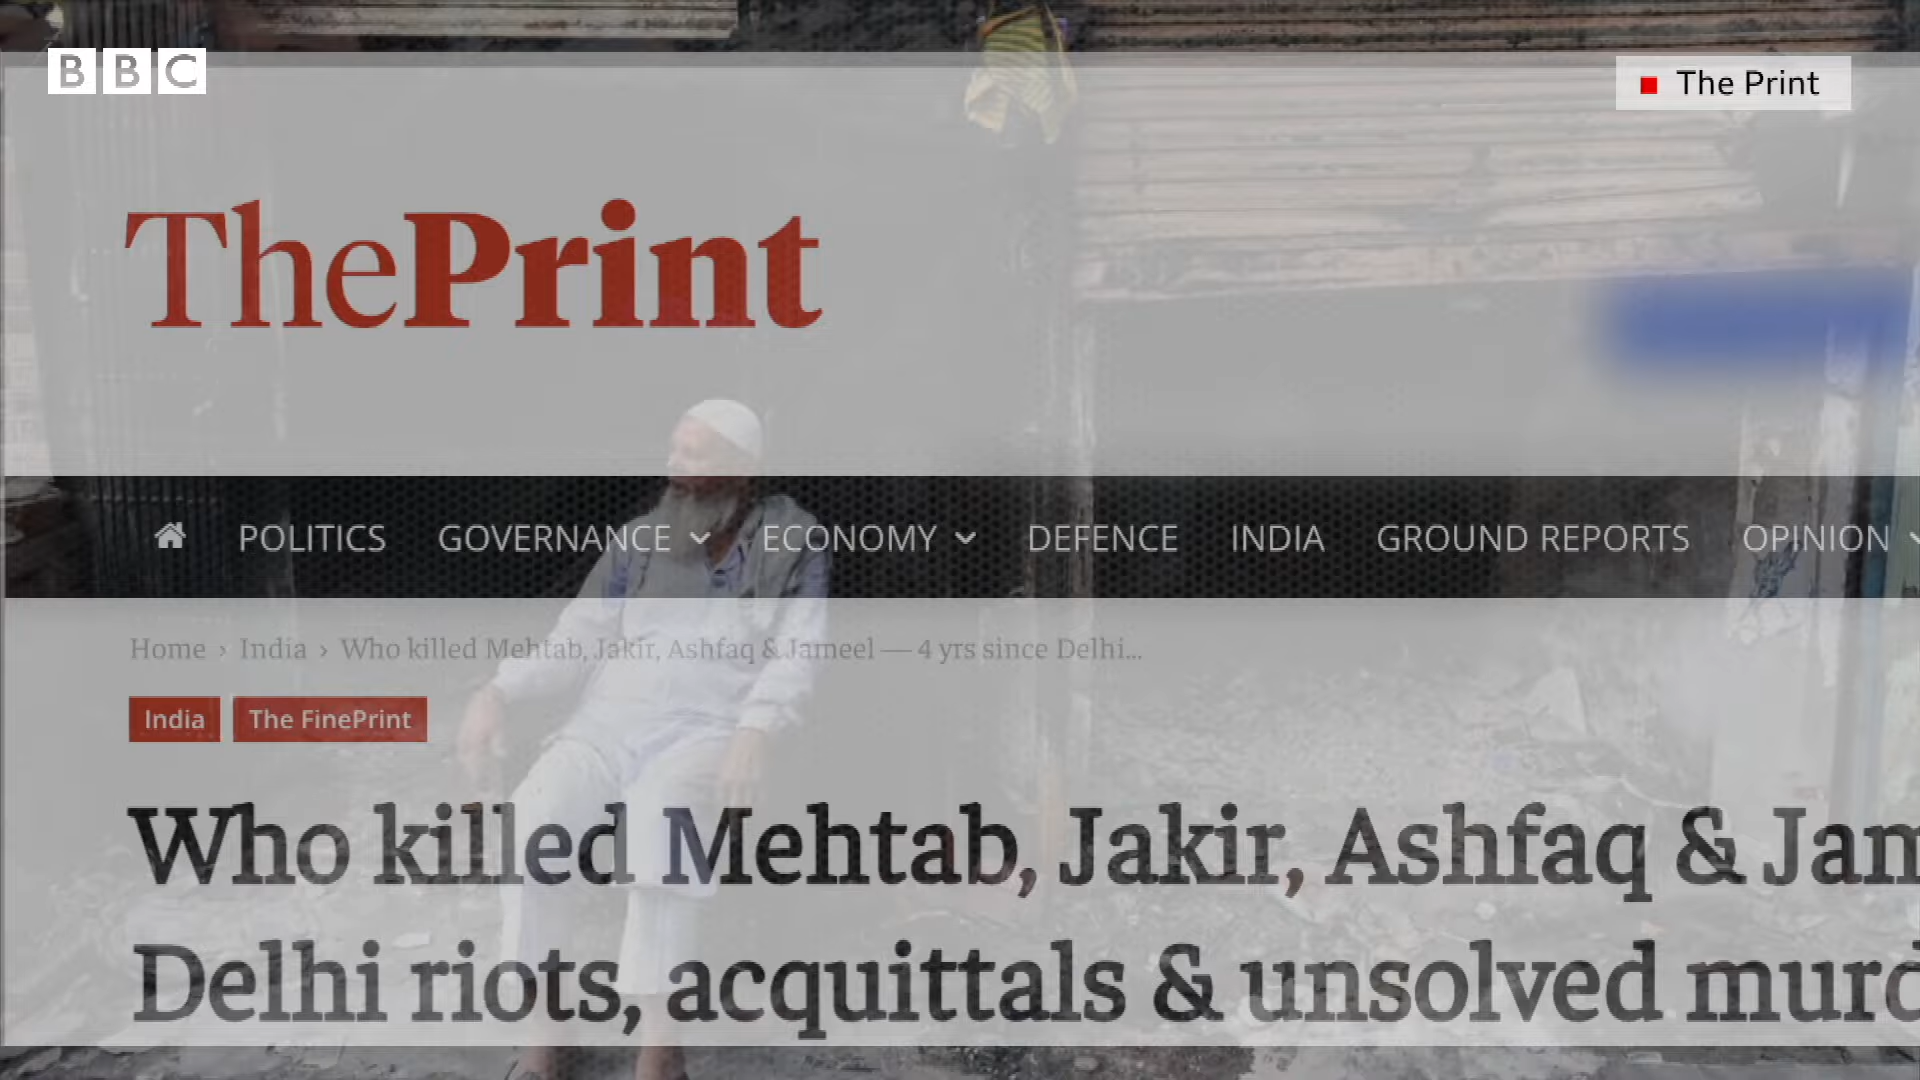 BBC
The Print
ThePrint
POLITICS GOVERNANCE ECONOMY DEFENCE INDIA GROUND REPORTS OPINION
Home › India › Who killed Mehtab, Jakir, Ashfaq & Jameel — 4 yrs since Delhi...
India The FinePrint
Who killed Mehtab, Jakir, Ashfaq & Jam
Delhi riots, acquittals & unsolved murd